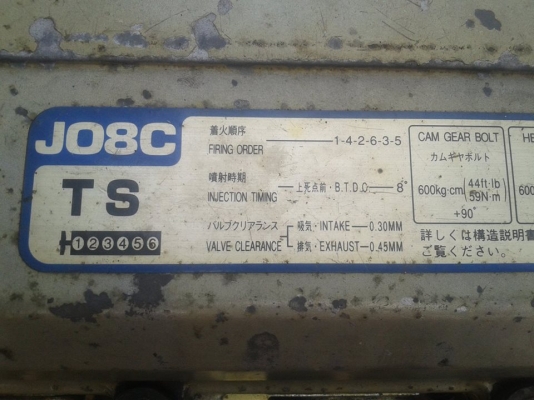 J08C
TS
①②③④⑤⑥
着火順序
FIRING ORDER 1-4-2-6-3-5
噴射時期
INJECTION TIMING 上死点前・B.T.D.C 8°
バルブクリアランス 吸気・INTAKE 0.30MM
VALVE CLEARANCE 排気・EXHAUST 0.45MM
CAM GEAR BOLT
カムギヤボルト
600kg·cm (44ft·lb
59N·m)
+90°
HE
600
詳しくは構造説明書
ご覧ください。